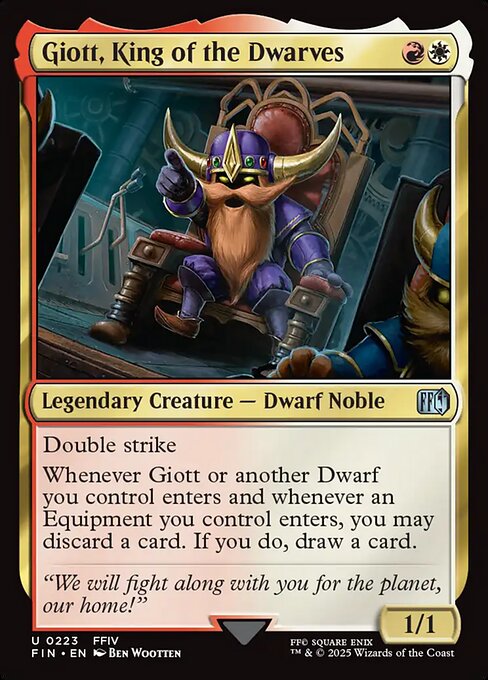 Giott, King of the Dwarves
Legendary Creature — Dwarf Noble
FF
Double strike
Whenever Giott or another Dwarf
you control enters and whenever an
Equipment you control enters, you may
discard a card. If you do, draw a card.
“We will fight along with you for the planet,
our home!”
1/1
U 0223 FFIV
FIN • EN Ben Wootten
FF© SQUARE ENIX
™ & © 2025 Wizards of the Coast